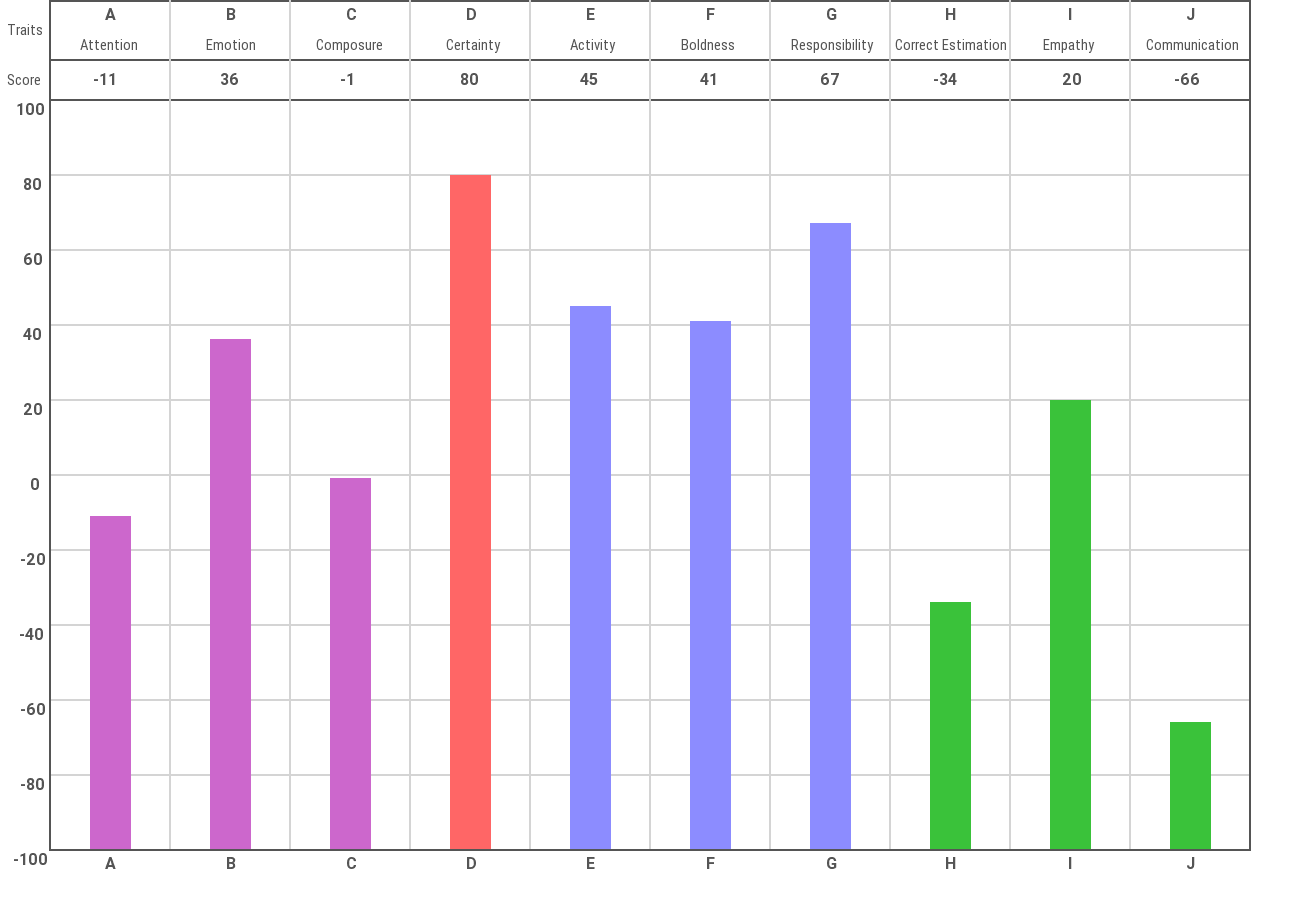 A B C D E F G H I J
Traits
Attention Emotion Composure Certainty Activity Boldness Responsibility Correct Estimation Empathy Communication
Score -11 36 -1 80 45 41 67 -34 20 -66
100
80
60
40
20
0
-20
-40
-60
-80
-100
A B C D E F G H I J